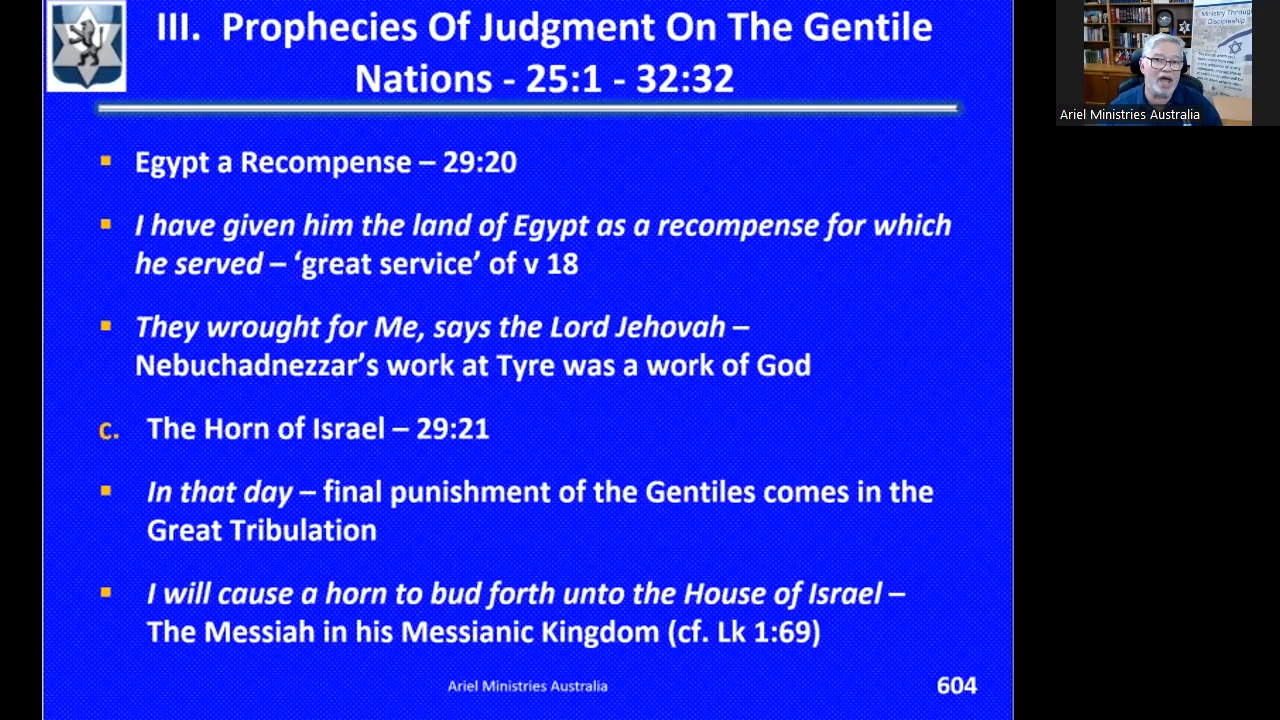 III. Prophecies Of Judgment On The Gentile
Nations - 25:1 - 32:32
▪ Egypt a Recompense – 29:20
▪ I have given him the land of Egypt as a recompense for which
he served – ‘great service’ of v 18
▪ They wrought for Me, says the Lord Jehovah –
Nebuchadnezzar’s work at Tyre was a work of God
c. The Horn of Israel – 29:21
▪ In that day – final punishment of the Gentiles comes in the
Great Tribulation
▪ I will cause a horn to bud forth unto the House of Israel –
The Messiah in his Messianic Kingdom (cf. Lk 1:69)
Ariel Ministries Australia
604
Ministry Through
Discipleship
Ariel Ministries Australia